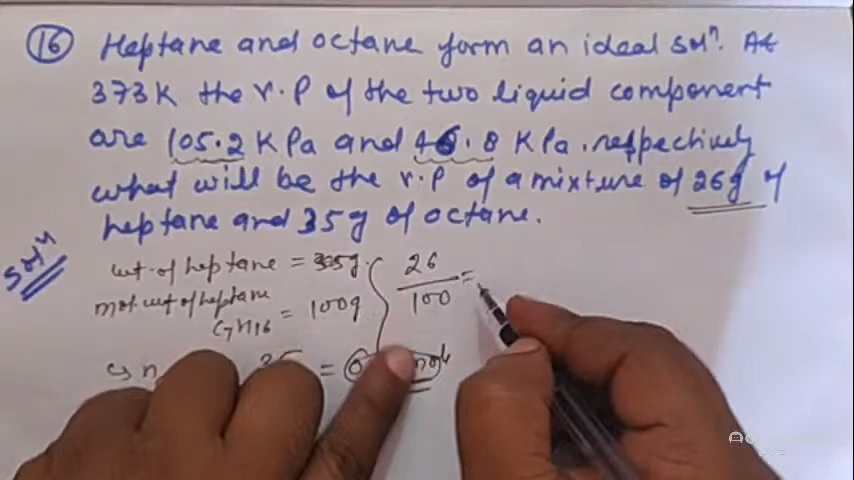 16 Heptane and octane form an ideal solⁿ. At
373K the v.P of the two liquid component
are 105.2 KPa and 46.8 KPa. respectively
what will be the v.P of a mixture of 26g of
heptane and 35g of octane.
Solⁿ
wt. of heptane =
26
mol. wt of heptane
C7H16 = 100g
100 =
=